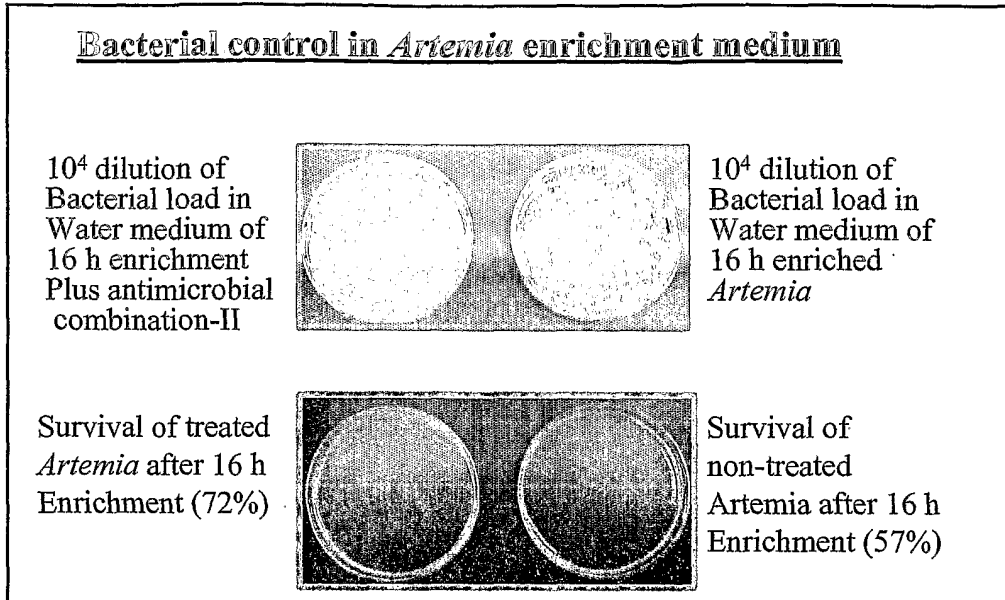 Bacterial control in Artemia enrichment medium
10⁴ dilution of
Bacterial load in
Water medium of
16 h enrichment
Plus antimicrobial
combination-II
10⁴ dilution of
Bacterial load in
Water medium of
16 h enriched
Artemia
Survival of treated
Artemia after 16 h
Enrichment (72%)
Survival of
non-treated
Artemia after 16 h
Enrichment (57%)